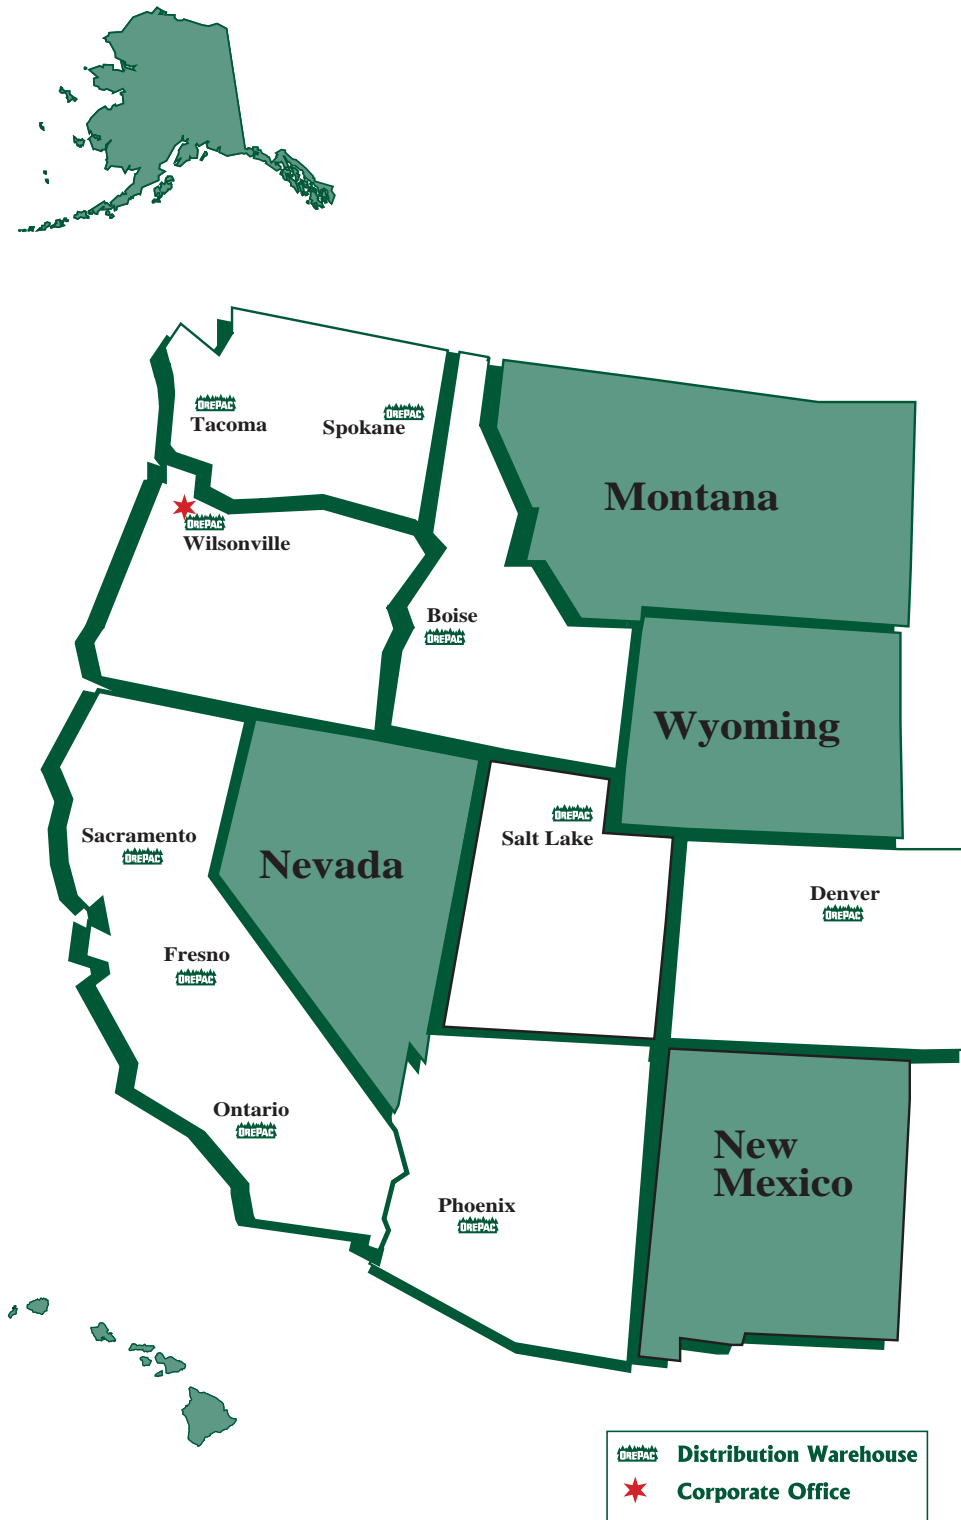 OREPAC
Tacoma
OREPAC
Spokane
OREPAC
Wilsonville
Montana
Boise
OREPAC
Wyoming
OREPAC
Salt Lake
Sacramento
OREPAC
Nevada
Denver
OREPAC
Fresno
OREPAC
Ontario
OREPAC
New
Mexico
Phoenix
OREPAC
OREPAC Distribution Warehouse
Corporate Office